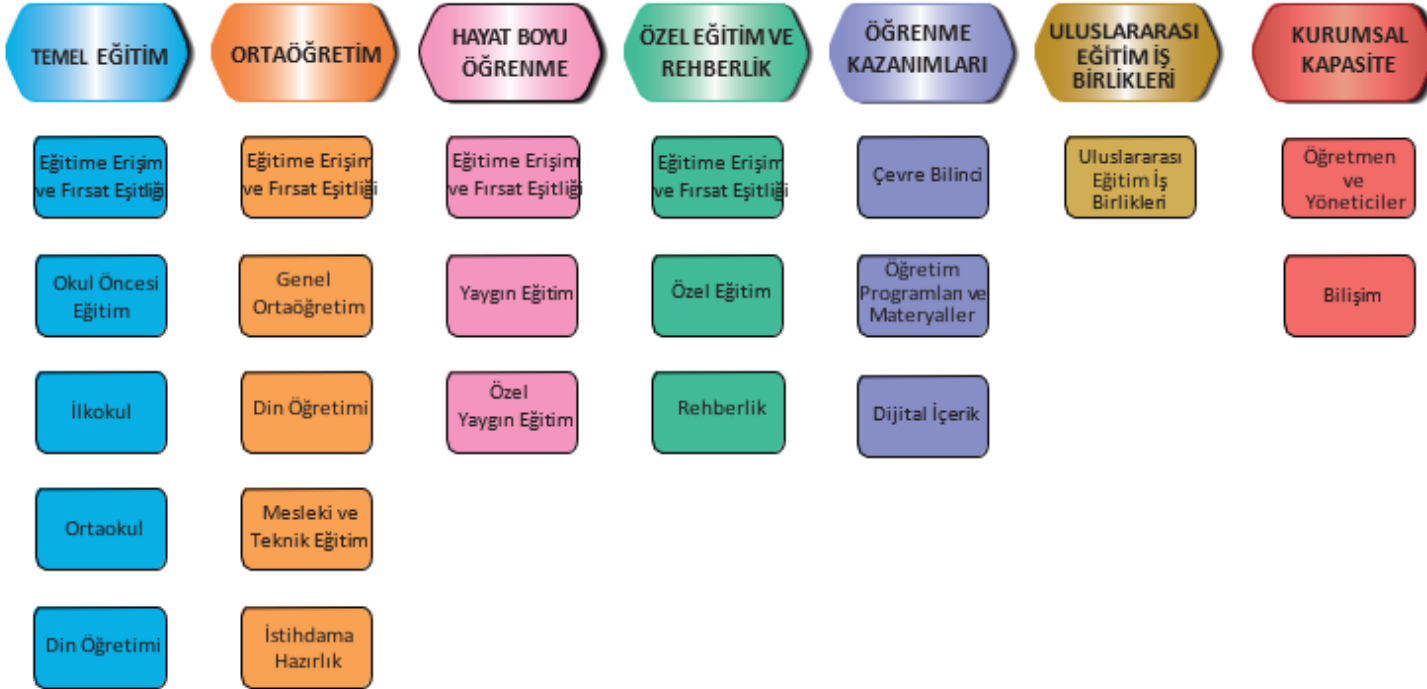 TEMEL EĞİTİM
ORTAÖĞRETİM
HAYAT BOYU
ÖĞRENME
ÖZEL EĞİTİM VE
REHBERLİK
ÖĞRENME
KAZANIMLARI
ULUSLARARASI
EĞİTİM İŞ
BİRLİKLERİ
KURUMSAL
KAPASİTE
Eğitime Erişim
ve Fırsat Eşitliği
Eğitime Erişim
ve Fırsat Eşitliği
Eğitime Erişim
ve Fırsat Eşitliği
Eğitime Erişim
ve Fırsat Eşitliği
Çevre Bilinci
Uluslararası
Eğitim İş
Birlikleri
Öğretmen
ve
Yöneticiler
Okul Öncesi
Eğitim
Genel
Ortaöğretim
Yaygın Eğitim
Özel Eğitim
Öğretim
Programları ve
Materyaller
Bilişim
İlkokul
Din Öğretimi
Özel
Yaygın Eğitim
Rehberlik
Dijital İçerik
Ortaokul
Mesleki ve
Teknik Eğitim
Din Öğretimi
İstihdama
Hazırlık